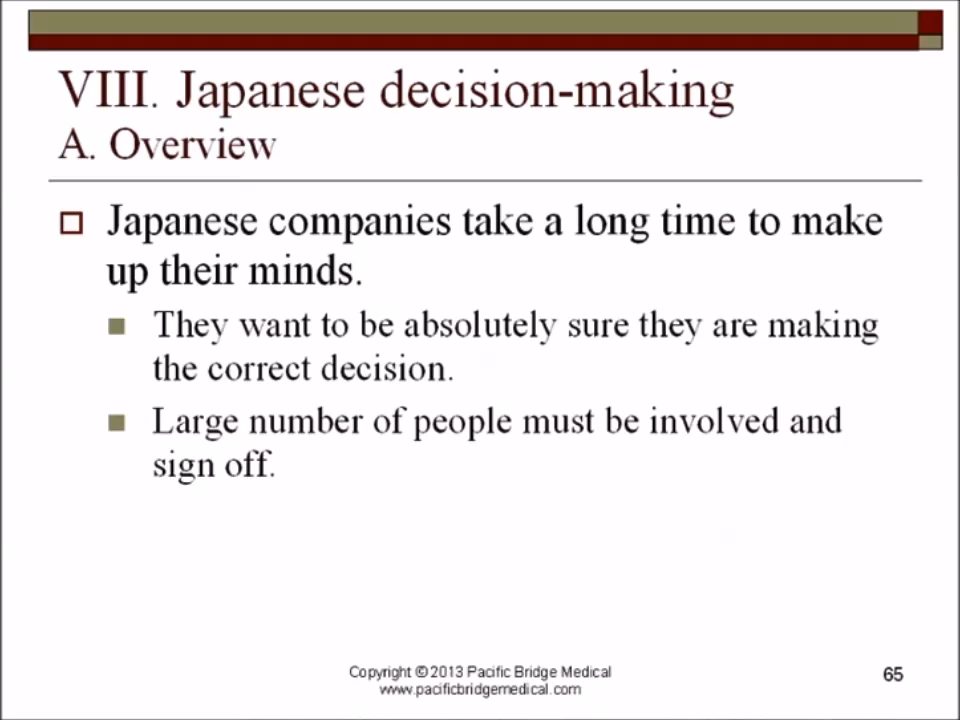 VIII. Japanese decision-making
A. Overview
Japanese companies take a long time to make
up their minds.
They want to be absolutely sure they are making
the correct decision.
Large number of people must be involved and
sign off.
Copyright © 2013 Pacific Bridge Medical
www.pacificbridgemedical.com
65